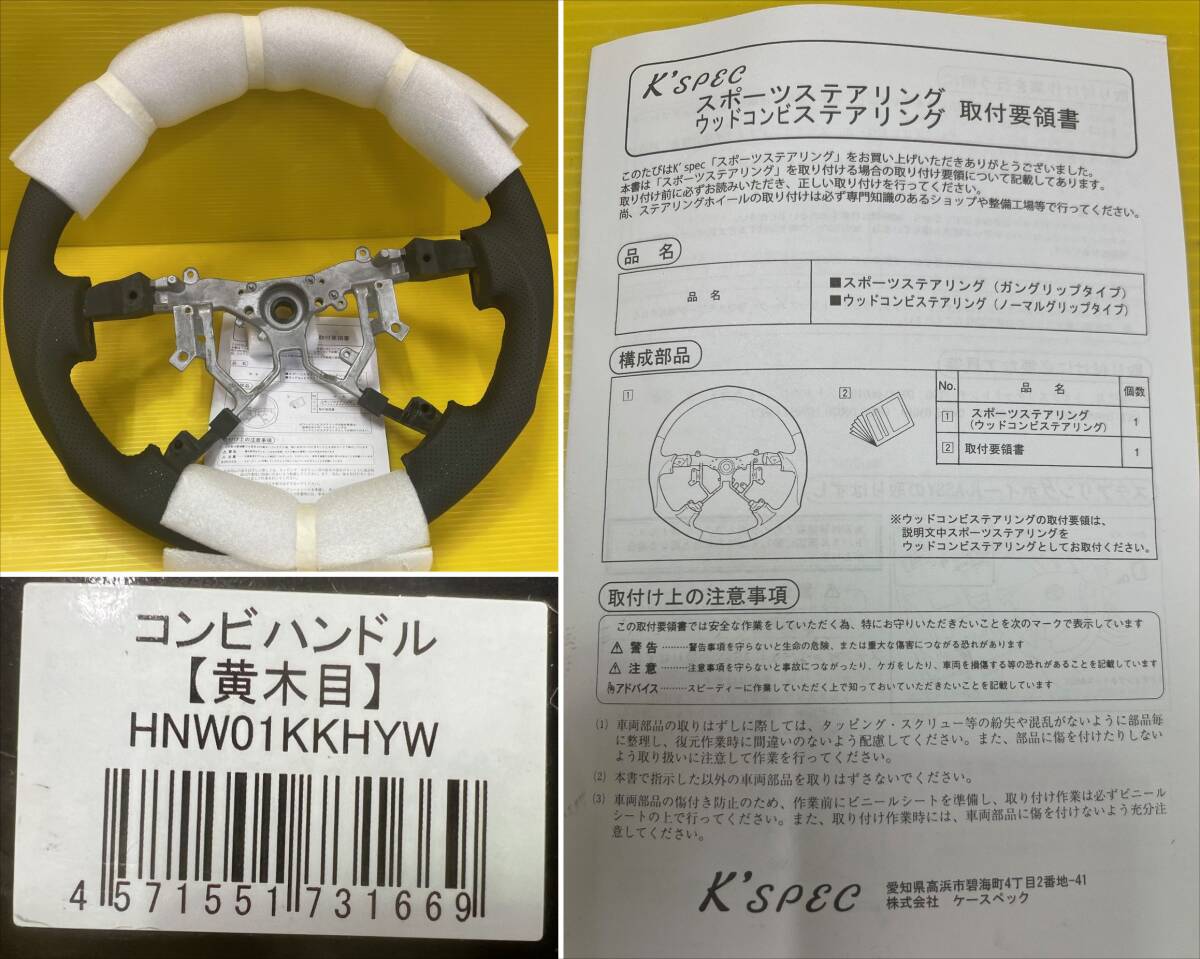 コンビハンドル
【黄木目】
HNW01KKHYW
4 571551 731669
K'SPEC
スポーツステアリング
ウッドコンビステアリング 取付要領書
このたびはK' spec「スポーツステアリング」をお買い上げいただきありがとうございました。
本書は「スポーツステアリング」を取り付ける場合の取り付け要領について記載してあります。
取り付け前に必ずお読みいただき、正しい取り付けを行ってください。
尚、ステアリングホイールの取り付けは必ず専門知識のあるショップや整備工場等で行ってください。
品 名
品 名
■スポーツステアリング（ガングリップタイプ）
■ウッドコンビステアリング（ノーマルグリップタイプ）
構成部品
1
2
No. 品 名 個数
1 スポーツステアリング
(ウッドコンビステアリング) 1
2 取付要領書 1
※ウッドコンビステアリングの取付要領は、
説明文中スポーツステアリングを
ウッドコンビステアリングとしてお取付ください。
取付け上の注意事項
この取付要領書では安全な作業をしていただく為、特にお守りいただきたいことを次のマークで表示しています
⚠ 警 告 ………警告事項を守らないと生命の危険、または重大な傷害につながる恐れがあります
⚠ 注 意 ………注意事項を守らないと事故につながったり、ケガをしたり、車両を損傷する等の恐れがあることを記載しています
アドバイス………スピーディーに作業していただく上で知っておいていただきたいことを記載しています
(1) 車両部品の取りはずしに際しては、タッピング・スクリュー等の紛失や混乱がないように部品毎
に整理し、復元作業時に間違いのないよう配慮してください。また、部品に傷を付けたりしない
よう取り扱いに注意して作業を行ってください。
(2) 本書で指示した以外の車両部品を取りはずさないでください。
(3) 車両部品の傷付き防止のため、作業前にビニールシートを準備し、取り付け作業は必ずビニール
シートの上で行ってください。また、取り付け作業時には、車両部品に傷を付けないよう充分注
意してください。
K'SPEC
愛知県高浜市碧海町4丁目2番地-41
株式会社 ケースペック